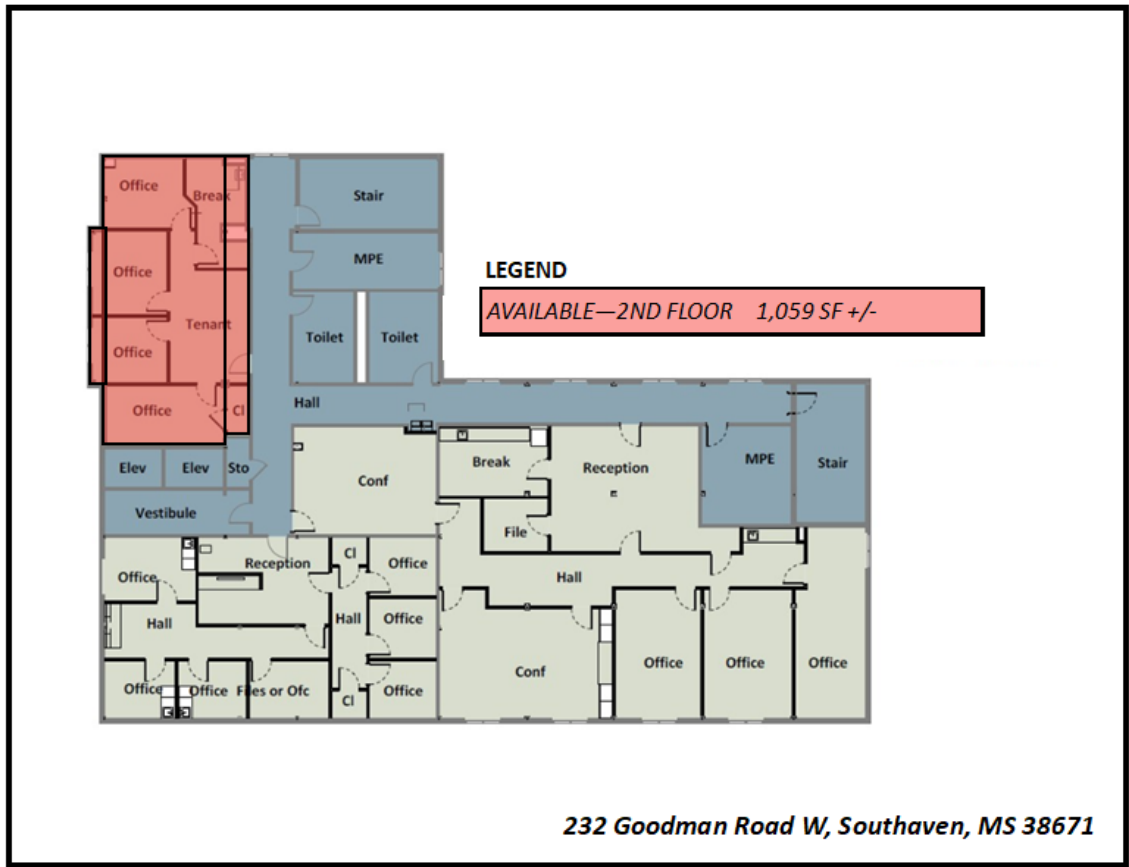 Office
Break
Stair
Office
MPE
LEGEND
AVAILABLE—2ND FLOOR 1,059 SF +/-
Tenant
Toilet
Toilet
Office
Office
Cl
Hall
Elev
Elev
Sto
Conf
Break
Reception
MPE
Stair
Vestibule
File
Reception
Cl
Office
Office
Hall
Hall
Hall
Office
Office
Office
Files or Ofc
Cl
Office
Conf
Office
Office
Office
232 Goodman Road W, Southaven, MS 38671